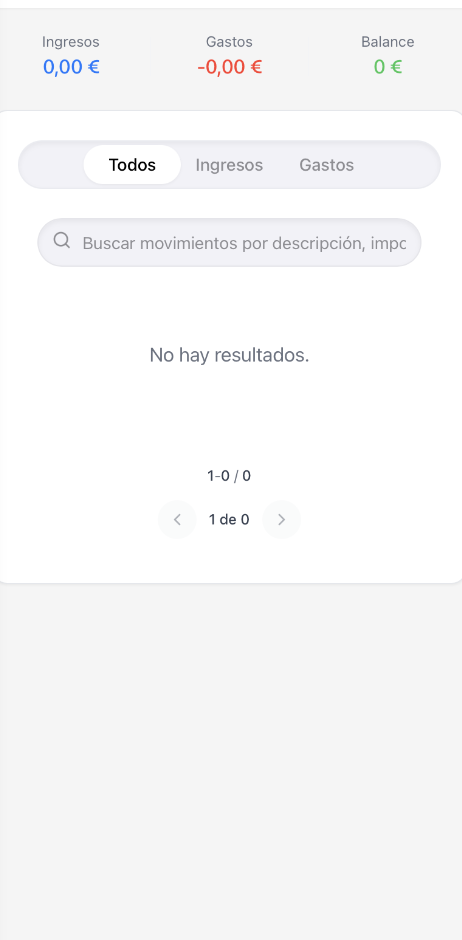 Ingresos Gastos Balance
0,00 € -0,00 € 0 €
Todos Ingresos Gastos
Buscar movimientos por descripción, impo
No hay resultados.
1-0 / 0
1 de 0